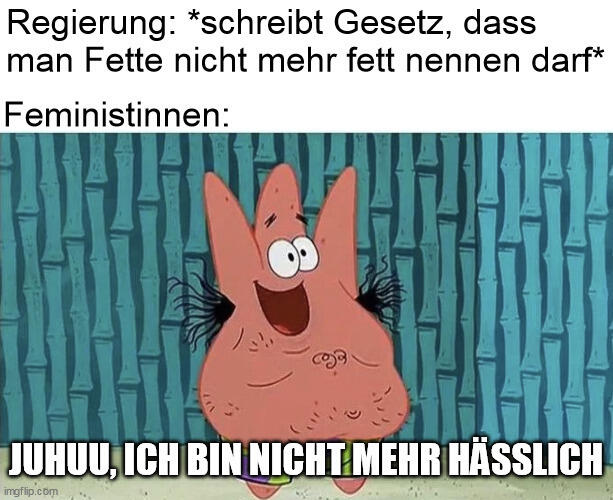 Regierung: *schreibt Gesetz, dass
man Fette nicht mehr fett nennen darf*
Feministinnen:
JUHUU, ICH BIN NICHT MEHR HÄSSLICH
imgflip.com